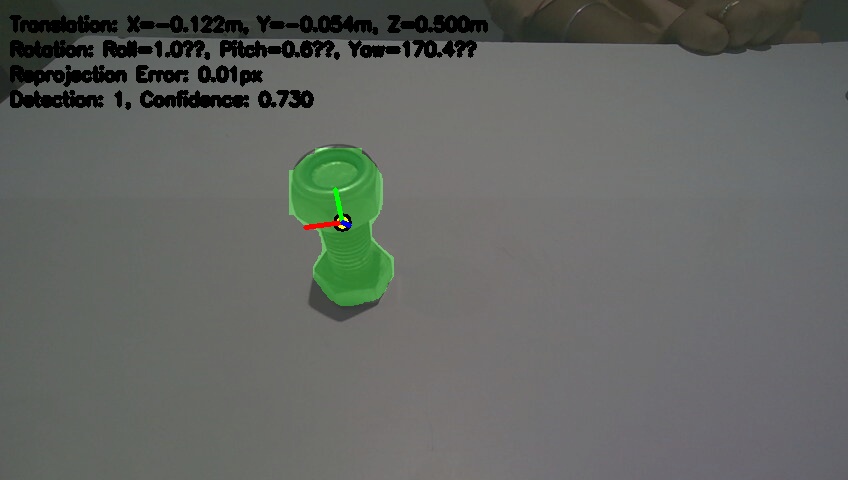 Translation: X=-0.122m, Y=-0.054m, Z=0.500m
Rotation: Roll=1.0??, Pitch=0.6??, Yaw=170.4??
Reprojection Error: 0.01px
Detection: 1, Confidence: 0.730